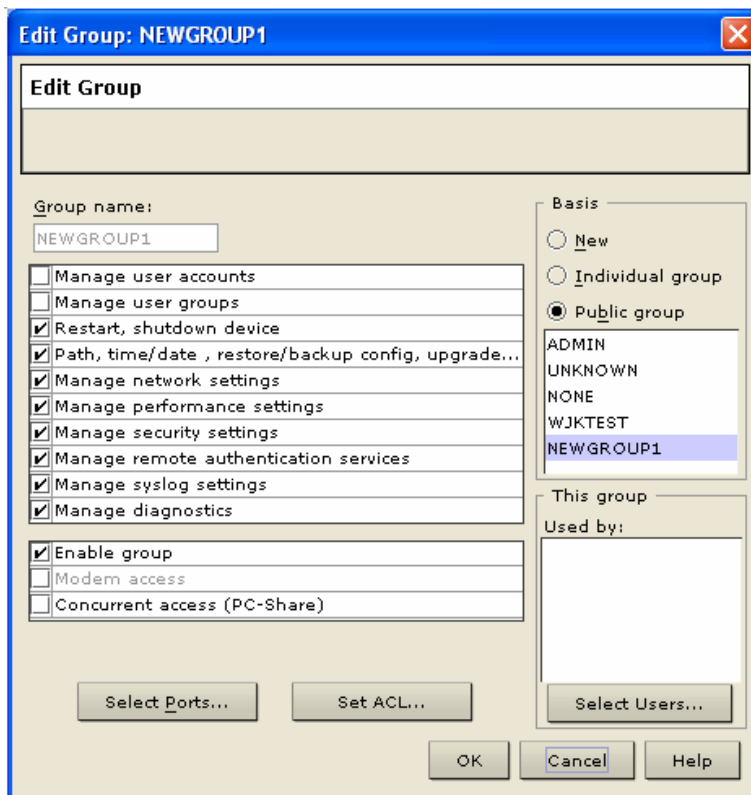 Edit Group: NEWGROUP1
Edit Group
Group name:
NEWGROUP1
Manage user accounts
Manage user groups
Restart, shutdown device
Path, time/date , restore/backup config, upgrade...
Manage network settings
Manage performance settings
Manage security settings
Manage remote authentication services
Manage syslog settings
Manage diagnostics
Enable group
Modem access
Concurrent access (PC-Share)
Select Ports...
Set ACL...
Basis
New
Individual group
Public group
ADMIN
UNKNOWN
NONE
WJKTEST
NEWGROUP1
This group
Used by:
Select Users...
OK
Cancel
Help